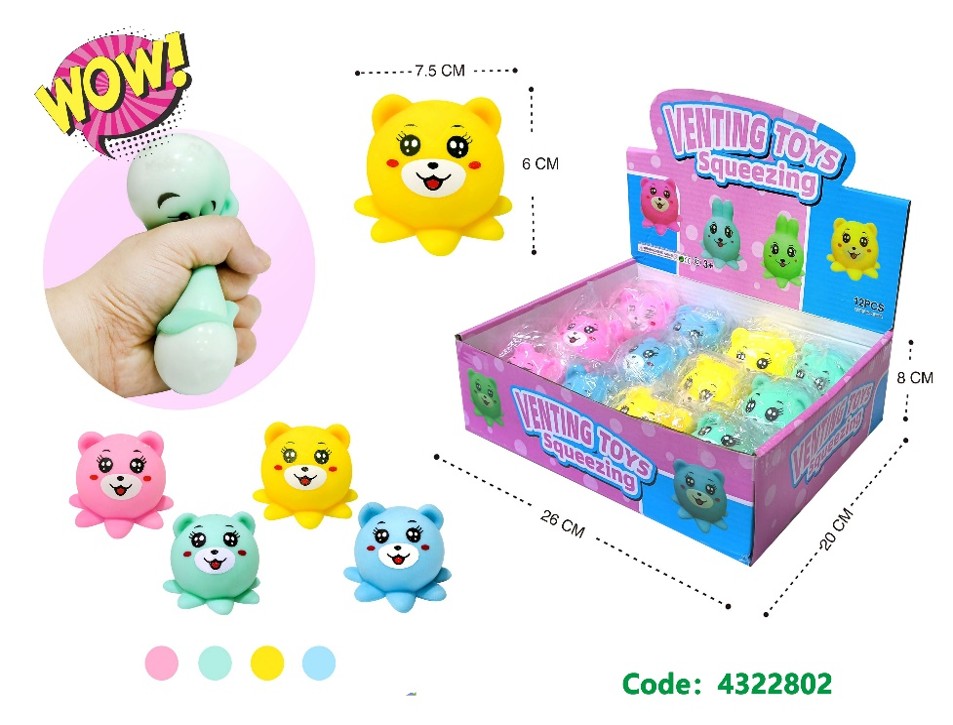 WOW!
7.5 CM
6 CM
VENTING TOYS
Squeezing
3+
12PCS
8 CM
VENTING TOYS
Squeezing
VENTING TOYS
Squeezing
26 CM
20 CM
Code: 4322802